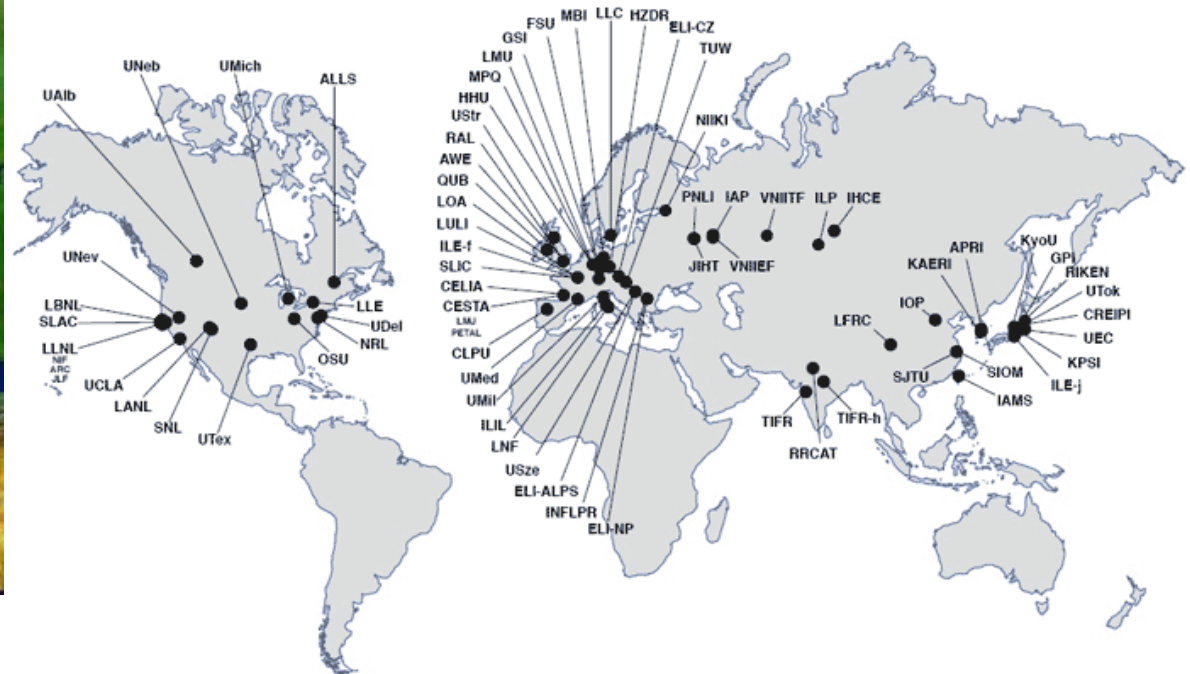 UAlb
UNeb
UMich
ALLS
UNev
LBNL
SLAC
LLNL
NIF
ARC
JLF
UCLA
LANL
SNL
UTex
OSU
NRL
UDel
LLE
FSU
MBI
LLC
HZDR
ELI-CZ
TUW
NIIKI
GSI
LMU
MPQ
HHU
UStr
RAL
AWE
QUB
LOA
LULI
ILE-f
SLIC
CELIA
CESTA
LMJ
PETAL
CLPU
UMed
UMil
ILIL
LNF
USze
ELI-ALPS
INFLPR
ELI-NP
PNLI
IAP
VNIITF
ILP
IHCE
JIHT
VNIIEF
KAERI
APRI
KyoU
GPI
RIKEN
UTok
CREIPI
UEC
KPSI
ILE-j
IOP
LFRC
SJTU
SIOM
IAMS
TIFR
TIFR-h
RRCAT